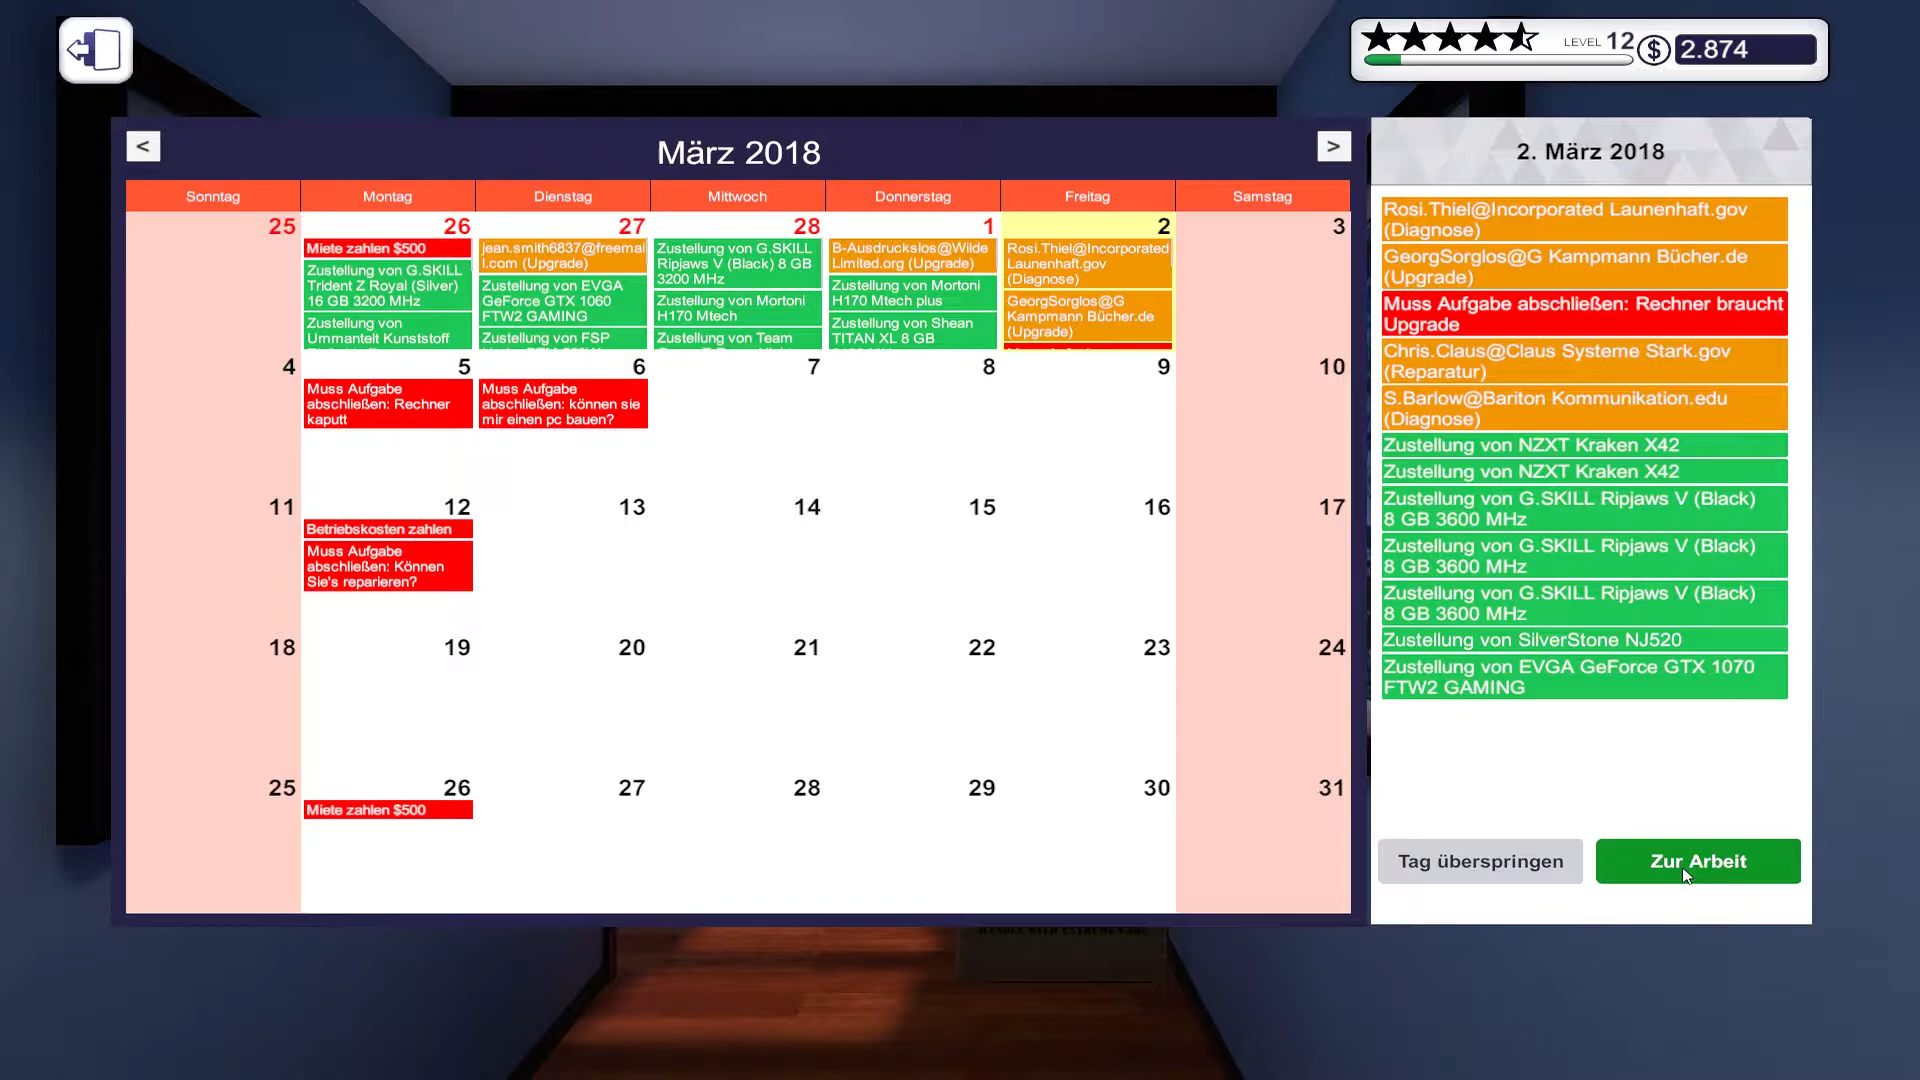 LEVEL 12
$ 2.874
<
März 2018
>
Sonntag
Montag
Dienstag
Mittwoch
Donnerstag
Freitag
Samstag
25
26
Miete zahlen $500
Zustellung von G.SKILL
Trident Z Royal (Silver)
16 GB 3200 MHz
Zustellung von
Ummantelt Kunststoff
27
jean.smith6837@freemai
l.com (Upgrade)
Zustellung von EVGA
GeForce GTX 1060
FTW2 GAMING
Zustellung von FSP
28
Zustellung von G.SKILL
Ripjaws V (Black) 8 GB
3200 MHz
Zustellung von Mortoni
H170 Mtech
Zustellung von Team
1
B-Ausdruckslos@Wilde
Limited.org (Upgrade)
Zustellung von Mortoni
H170 Mtech plus
Zustellung von Shean
TITAN XL 8 GB
2
Rosi.Thiel@Incorporated
Launenhaft.gov
(Diagnose)
GeorgSorglos@G
Kampmann Bücher.de
(Upgrade)
3
4
5
Muss Aufgabe
abschließen: Rechner
kaputt
6
Muss Aufgabe
abschließen: können sie
mir einen pc bauen?
7
8
9
10
11
12
Betriebskosten zahlen
Muss Aufgabe
abschließen: Können
Sie's reparieren?
13
14
15
16
17
18
19
20
21
22
23
24
25
26
Miete zahlen $500
27
28
29
30
31
2. März 2018
Rosi.Thiel@Incorporated Launenhaft.gov
(Diagnose)
GeorgSorglos@G Kampmann Bücher.de
(Upgrade)
Muss Aufgabe abschließen: Rechner braucht
Upgrade
Chris.Claus@Claus Systeme Stark.gov
(Reparatur)
S.Barlow@Bariton Kommunikation.edu
(Diagnose)
Zustellung von NZXT Kraken X42
Zustellung von NZXT Kraken X42
Zustellung von G.SKILL Ripjaws V (Black)
8 GB 3600 MHz
Zustellung von G.SKILL Ripjaws V (Black)
8 GB 3600 MHz
Zustellung von G.SKILL Ripjaws V (Black)
8 GB 3600 MHz
Zustellung von SilverStone NJ520
Zustellung von EVGA GeForce GTX 1070
FTW2 GAMING
Tag überspringen
Zur Arbeit